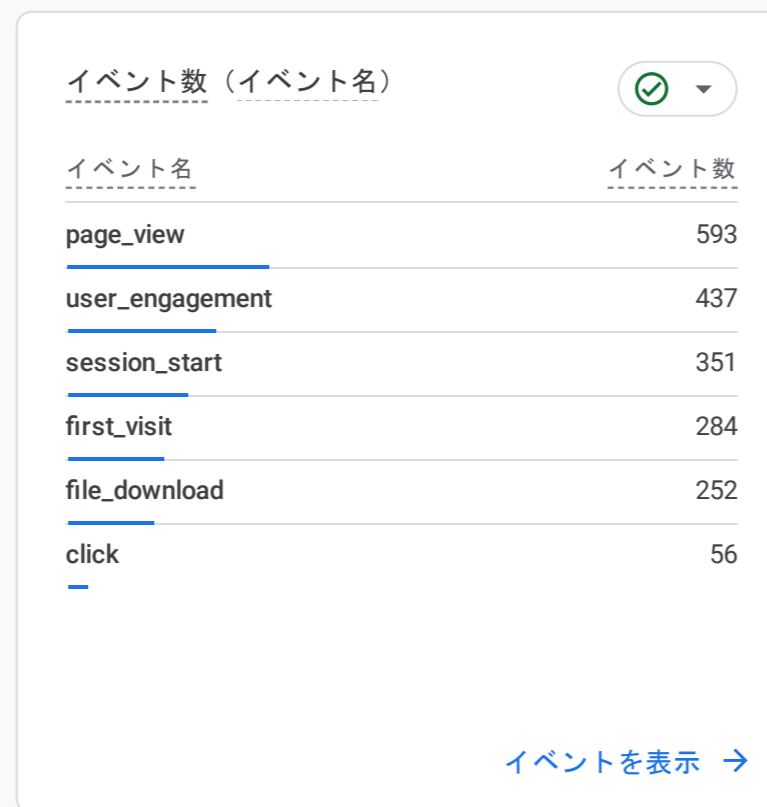 イベント数（イベント名）
イベント名 イベント数
page_view 593
user_engagement 437
session_start 351
first_visit 284
file_download 252
click 56
イベントを表示 →